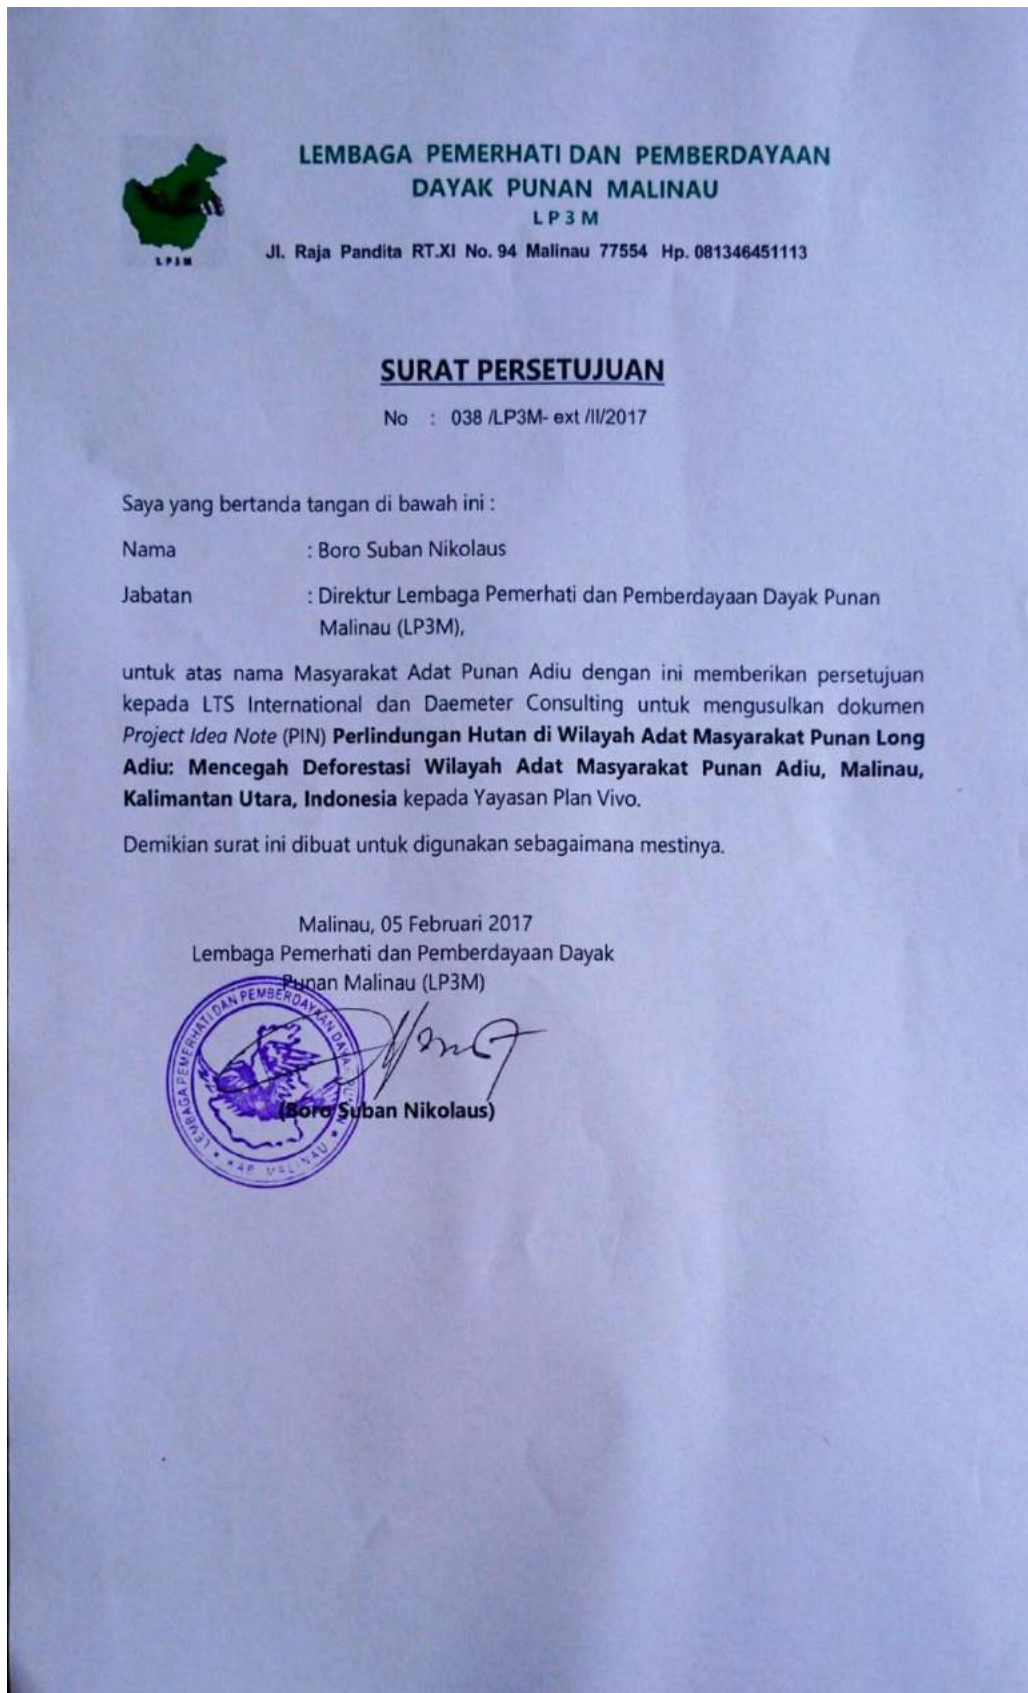 LEMBAGA PEMERHATI DAN PEMBERDAYAAN
DAYAK PUNAN MALINAU
LP3M
Jl. Raja Pandita RT.XI No. 94 Malinau 77554 Hp. 081346451113
LP3M
SURAT PERSETUJUAN
No : 038 /LP3M- ext /II/2017
Saya yang bertanda tangan di bawah ini :
Nama : Boro Suban Nikolaus
Jabatan : Direktur Lembaga Pemerhati dan Pemberdayaan Dayak Punan
Malinau (LP3M),
untuk atas nama Masyarakat Adat Punan Adiu dengan ini memberikan persetujuan
kepada LTS International dan Daemeter Consulting untuk mengusulkan dokumen
Project Idea Note (PIN) Perlindungan Hutan di Wilayah Adat Masyarakat Punan Long
Adiu: Mencegah Deforestasi Wilayah Adat Masyarakat Punan Adiu, Malinau,
Kalimantan Utara, Indonesia kepada Yayasan Plan Vivo.
Demikian surat ini dibuat untuk digunakan sebagaimana mestinya.
Malinau, 05 Februari 2017
Lembaga Pemerhati dan Pemberdayaan Dayak
Punan Malinau (LP3M)
LEMBAGA PEMERHATI DAN PEMBERDAYAAN
MALINAU
(Boro Suban Nikolaus)